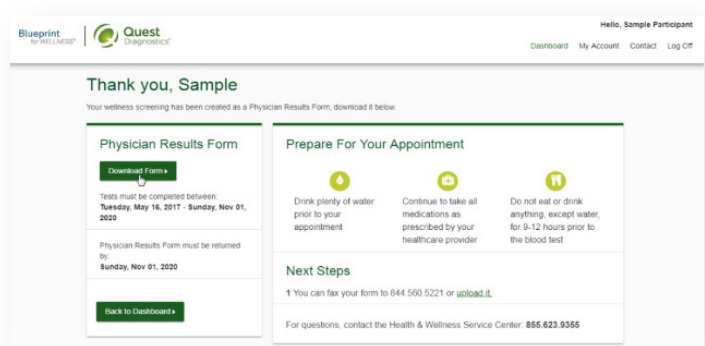 Blueprint
for WELLNESS®
Quest
Diagnostics®
Hello, Sample Participant
Dashboard My Account Contact Log Off
Thank you, Sample
Your wellness screening has been created as a Physician Results Form, download it below.
Physician Results Form
Download Form
Tests must be completed between:
Tuesday, May 16, 2017 - Sunday, Nov 01,
2020
Physician Results Form must be returned
by:
Sunday, Nov 01, 2020
Back to Dashboard
Prepare For Your Appointment
Drink plenty of water
prior to your
appointment
Continue to take all
medications as
prescribed by your
healthcare provider
Do not eat or drink
anything, except water,
for 9-12 hours prior to
the blood test
Next Steps
1 You can fax your form to 844.560.5221 or upload it.
For questions, contact the Health & Wellness Service Center: 855.623.9355